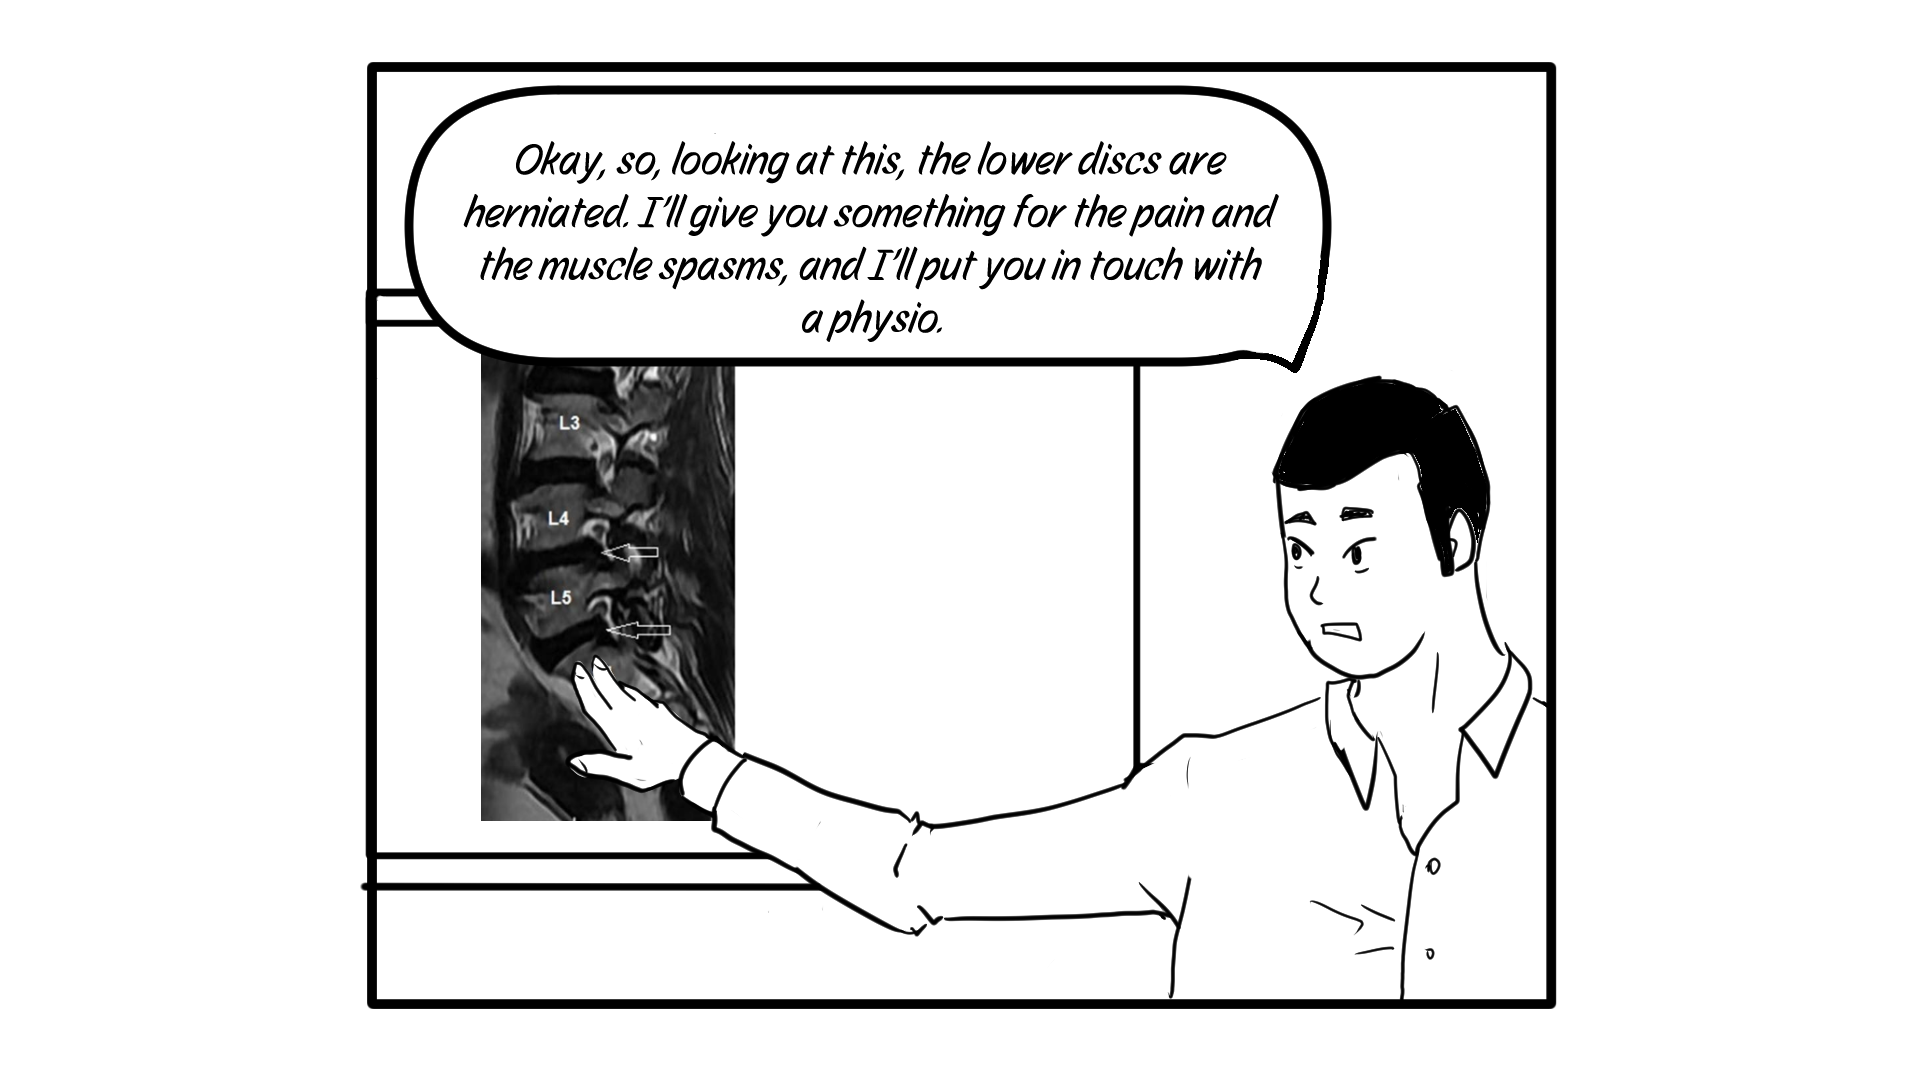 Okay, so, looking at this, the lower discs are
herniated. I'll give you something for the pain and
the muscle spasms, and I'll put you in touch with
a physio.
L3
L4
L5